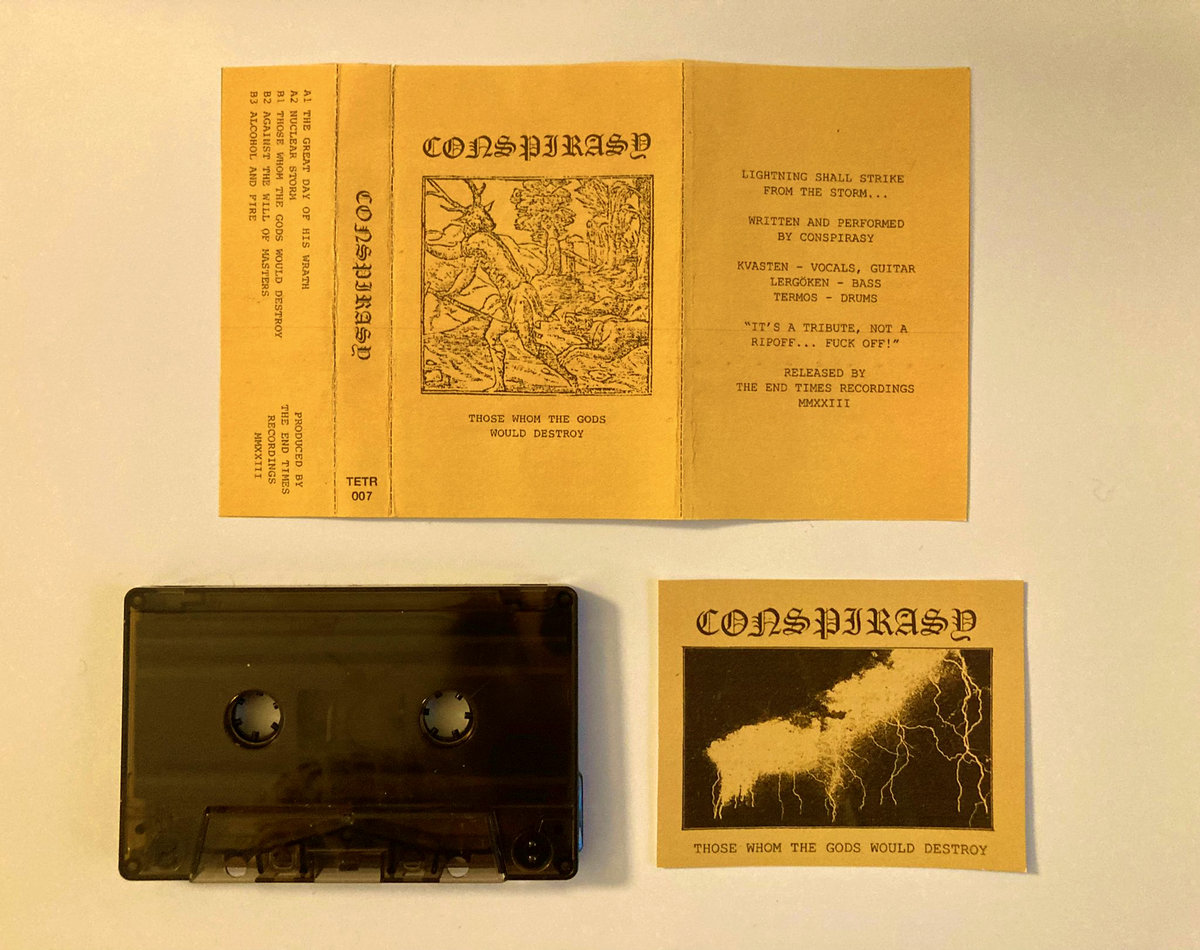 A1 THE GREAT DAY OF HIS WRATH
A2 NUCLEAR STORM
B1 THOSE WHOM THE GODS WOULD DESTROY
B2 AGAINST THE WILL OF MASTERS
B3 ALCOHOL AND FIRE
PRODUCED BY
THE END TIMES
RECORDINGS
MMXXIII
CONSPIRASY
TETR
007
CONSPIRASY
THOSE WHOM THE GODS
WOULD DESTROY
LIGHTNING SHALL STRIKE
FROM THE STORM...
WRITTEN AND PERFORMED
BY CONSPIRASY
KVASTEN - VOCALS, GUITAR
LERGÖKEN - BASS
TERMOS - DRUMS
"IT'S A TRIBUTE, NOT A
RIPOFF... FUCK OFF!"
RELEASED BY
THE END TIMES RECORDINGS
MMXXIII
CONSPIRASY
THOSE WHOM THE GODS WOULD DESTROY